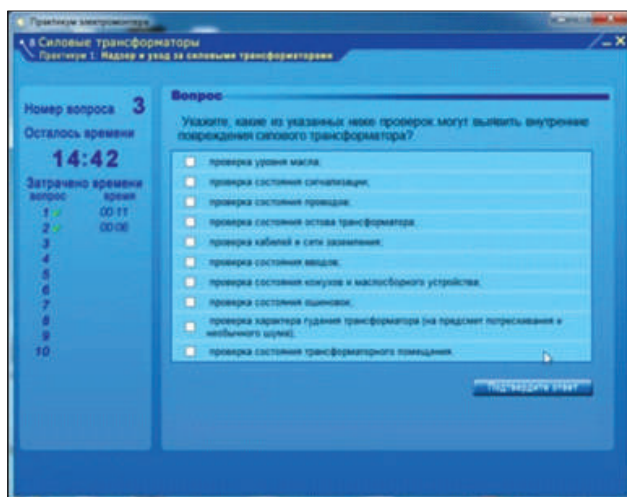 Практикум электромонтера
8 Силовые трансформаторы
Практикум 1: Надзор и уход за силовыми трансформаторами
Номер вопроса 3
Осталось времени
14:42
Затрачено времени
вопрос время
1 00:11
2 00:06
3
4
5
6
7
8
9
10
Вопрос
Укажите, какие из указанных ниже проверок могут выявить внутренние
повреждения силового трансформатора?
проверка уровня масла;
проверка состояния сигнализации;
проверка состояния проводов;
проверка состояния остова трансформатора;
проверка кабелей и сети заземления;
проверка состояния вводов;
проверка состояния кожухов и маслосборного устройства;
проверка состояния ошиновок;
проверка характера гудения трансформатора (на предмет потрескивания и
необычного шума);
проверка состояния трансформаторного помещения.
Подтвердите ответ